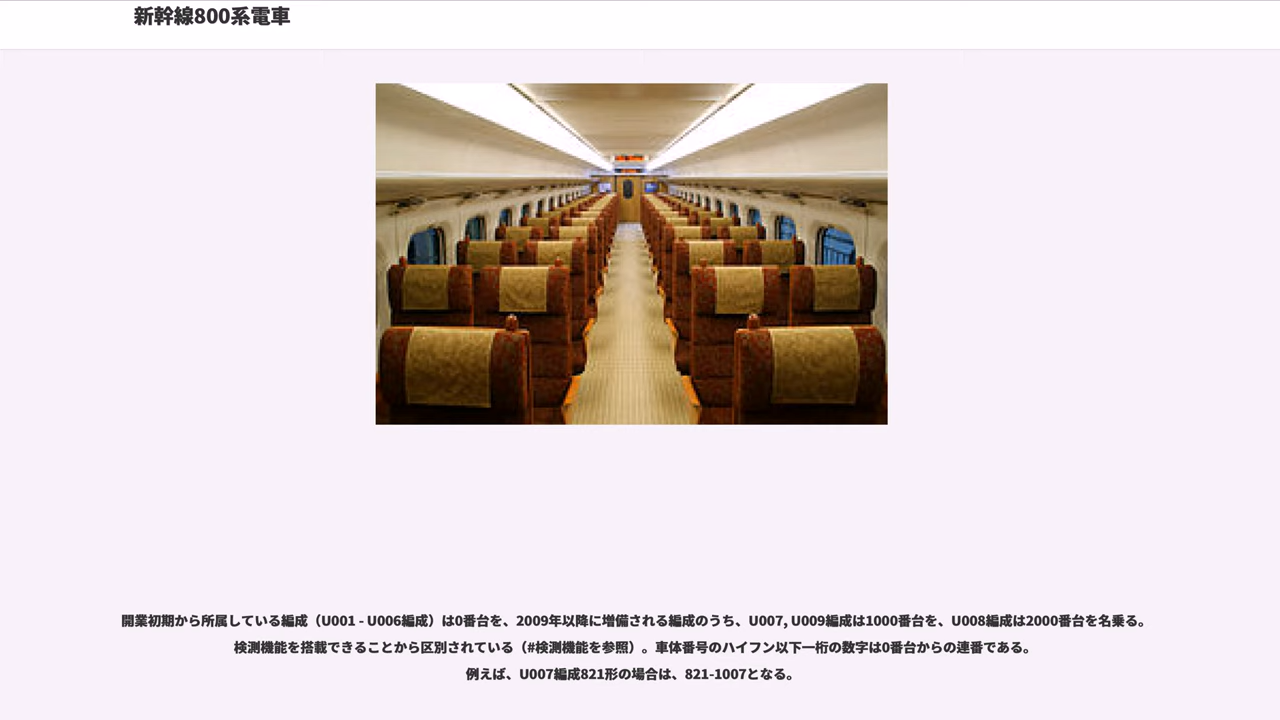 新幹線800系電車
開業初期から所属している編成（U001 - U006編成）は0番台を、2009年以降に増備される編成のうち、U007, U009編成は1000番台を、U008編成は2000番台を名乗る。
検測機能を搭載できることから区別されている（#検測機能を参照）。車体番号のハイフン以下一桁の数字は0番台からの連番である。
例えば、U007編成821形の場合は、821-1007となる。